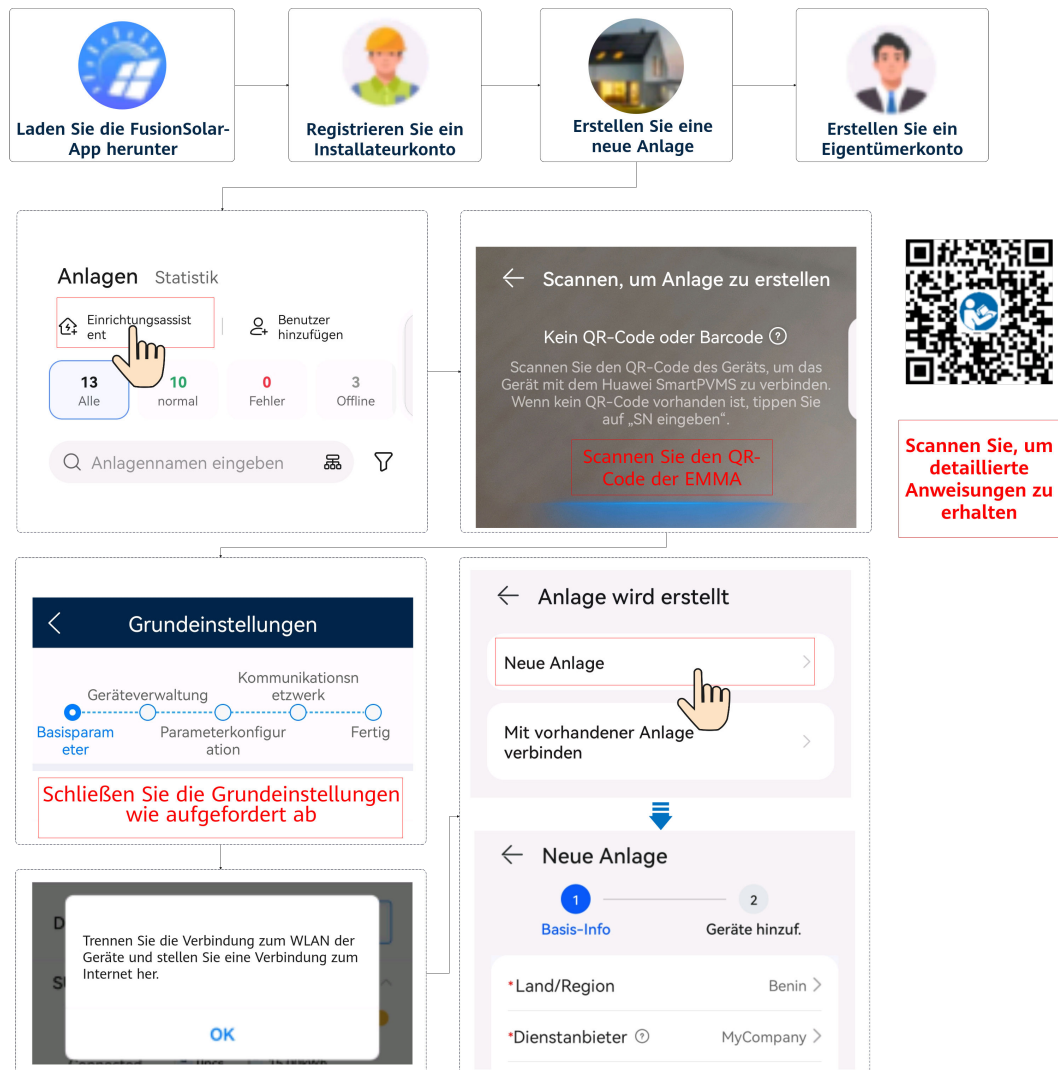 Laden Sie die FusionSolar-
App herunter
Registrieren Sie ein
Installateurkonto
Erstellen Sie eine
neue Anlage
Erstellen Sie ein
Eigentümerkonto
Anlagen Statistik
Einrichtungsassist
ent
Benutzer
hinzufügen
13
Alle
10
normal
0
Fehler
3
Offline
Anlagennamen eingeben
Scannen, um Anlage zu erstellen
Kein QR-Code oder Barcode ?
Scannen Sie den QR-Code des Geräts, um das
Gerät mit dem Huawei SmartPVMS zu verbinden.
Wenn kein QR-Code vorhanden ist, tippen Sie
auf „SN eingeben“.
Scannen Sie den QR-
Code der EMMA
Scannen Sie, um
detaillierte
Anweisungen zu
erhalten
Grundeinstellungen
Kommunikationsn
etzwerk
Geräteverwaltung
Basisparam
eter
Parameterkonfigur
ation
Fertig
Schließen Sie die Grundeinstellungen
wie aufgefordert ab
Trennen Sie die Verbindung zum WLAN der
Geräte und stellen Sie eine Verbindung zum
Internet her.
OK
Anlage wird erstellt
Neue Anlage
Mit vorhandener Anlage
verbinden
Neue Anlage
1
Basis-Info
2
Geräte hinzuf.
*Land/Region Benin
*Dienstanbieter ? MyCompany